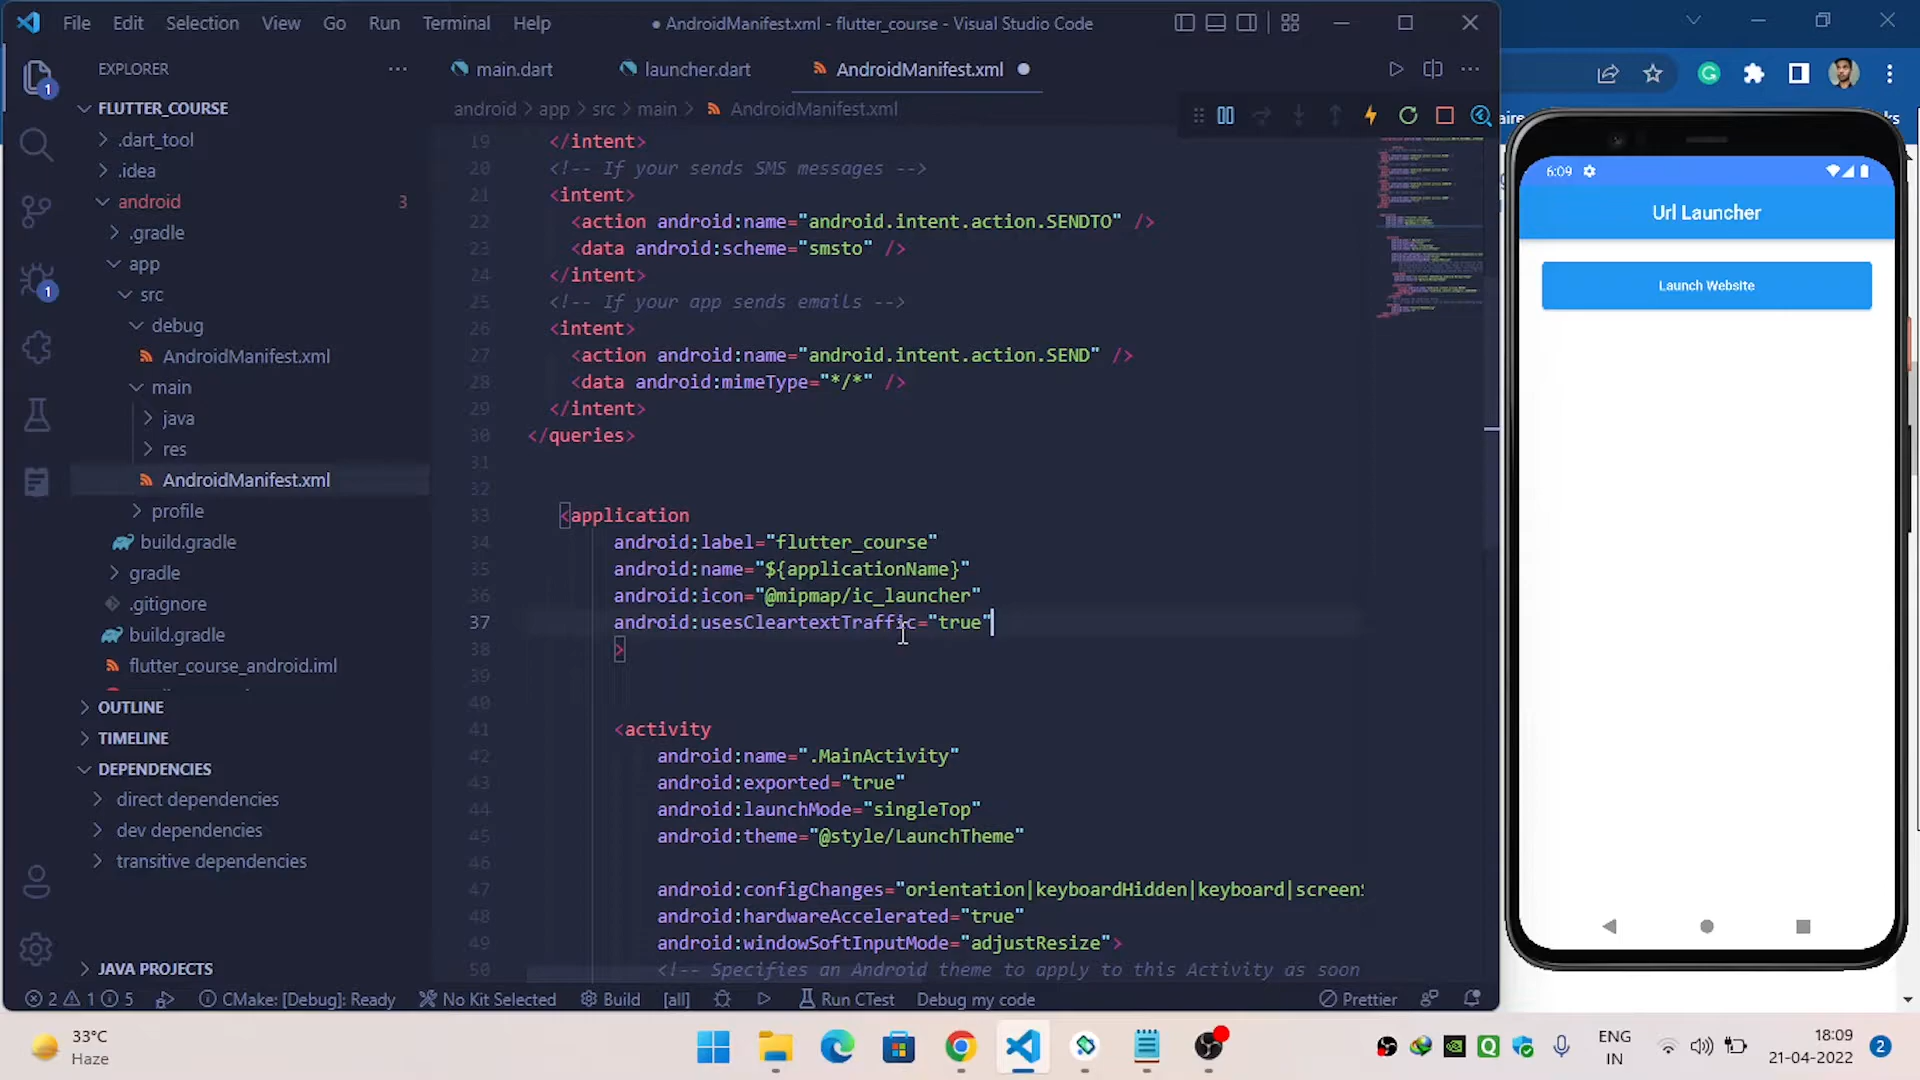 File Edit Selection View Go Run Terminal Help
● AndroidManifest.xml - flutter_course - Visual Studio Code
EXPLORER
FLUTTER_COURSE
.dart_tool
.idea
android 3
.gradle
app
src
debug
AndroidManifest.xml
main
java
res
AndroidManifest.xml
profile
build.gradle
gradle
.gitignore
build.gradle
flutter_course_android.iml
OUTLINE
TIMELINE
DEPENDENCIES
direct dependencies
dev dependencies
transitive dependencies
JAVA PROJECTS
1
1
main.dart launcher.dart AndroidManifest.xml
android > app > src > main > AndroidManifest.xml
19 </intent>
20 <!-- If your sends SMS messages -->
21 <intent>
22 <action android:name="android.intent.action.SENDTO" />
23 <data android:scheme="smsto" />
24 </intent>
25 <!-- If your app sends emails -->
26 <intent>
27 <action android:name="android.intent.action.SEND" />
28 <data android:mimeType="*/*" />
29 </intent>
30 </queries>
31
32
33 <application
34 android:label="flutter_course"
35 android:name="${applicationName}"
36 android:icon="@mipmap/ic_launcher"
37 android:usesCleartextTraffic="true"
38 >
39
40
41 <activity
42 android:name=".MainActivity"
43 android:exported="true"
44 android:launchMode="singleTop"
45 android:theme="@style/LaunchTheme"
46
47 android:configChanges="orientation|keyboardHidden|keyboard|screenS
48 android:hardwareAccelerated="true"
49 android:windowSoftInputMode="adjustResize">
50 <!-- Specifies an Android theme to apply to this Activity as soon
2 1 5 CMake: [Debug]: Ready No Kit Selected Build [all] Run CTest Debug my code Prettier
6:09
Url Launcher
Launch Website
33°C
Haze
ENG
IN
18:09
21-04-2022
2